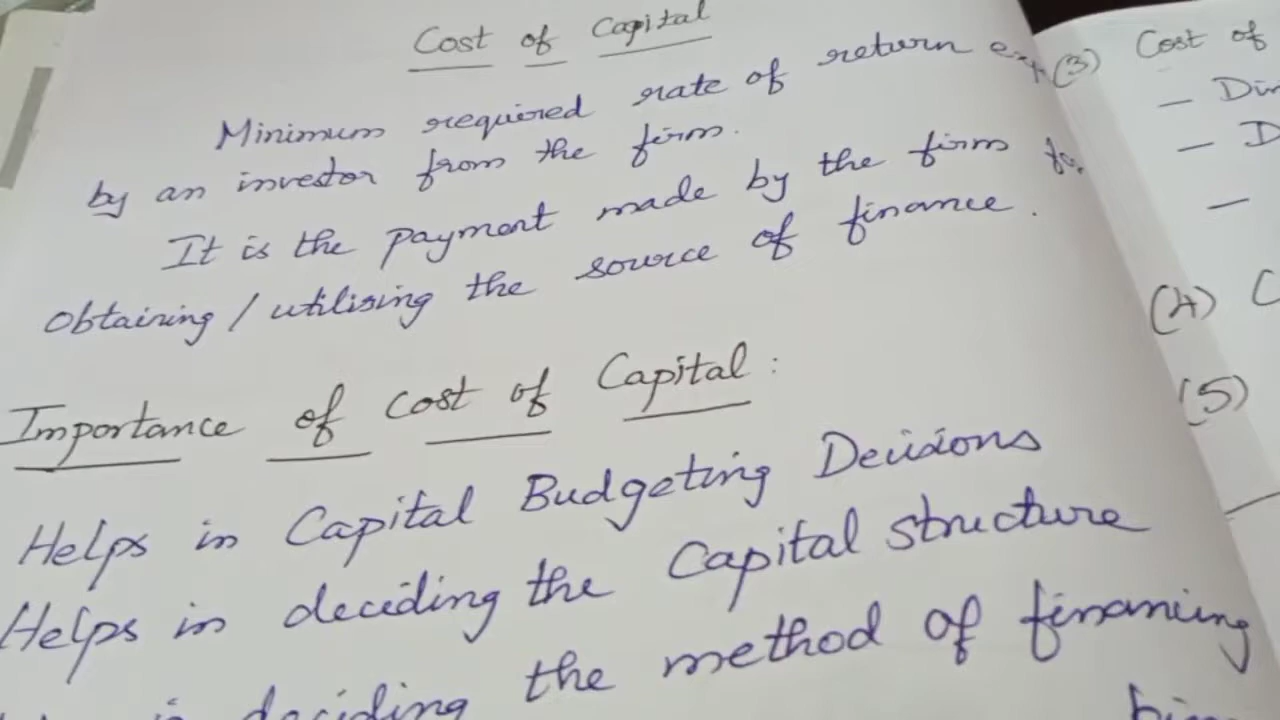 Cost of Capital
Minimum required rate of return
by an investor from the firm.
It is the payment made by the firm
Obtaining / utilising the source of finance.
Importance of Cost of Capital :
Helps in Capital Budgeting Decisions
Helps in deciding the Capital structure
in deciding the method of financing
(3) Cost of
(4) C
(5)